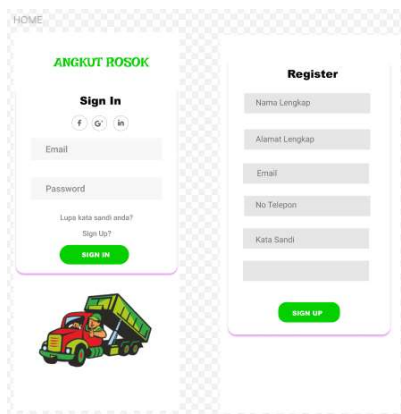 HOME
ANGKUT ROSOK
Sign In
f G+ in
Email
Password
Lupa kata sandi anda?
Sign Up?
SIGN IN
Register
Nama Lengkap
Alamat Lengkap
Email
No Telepon
Kata Sandi
SIGN UP